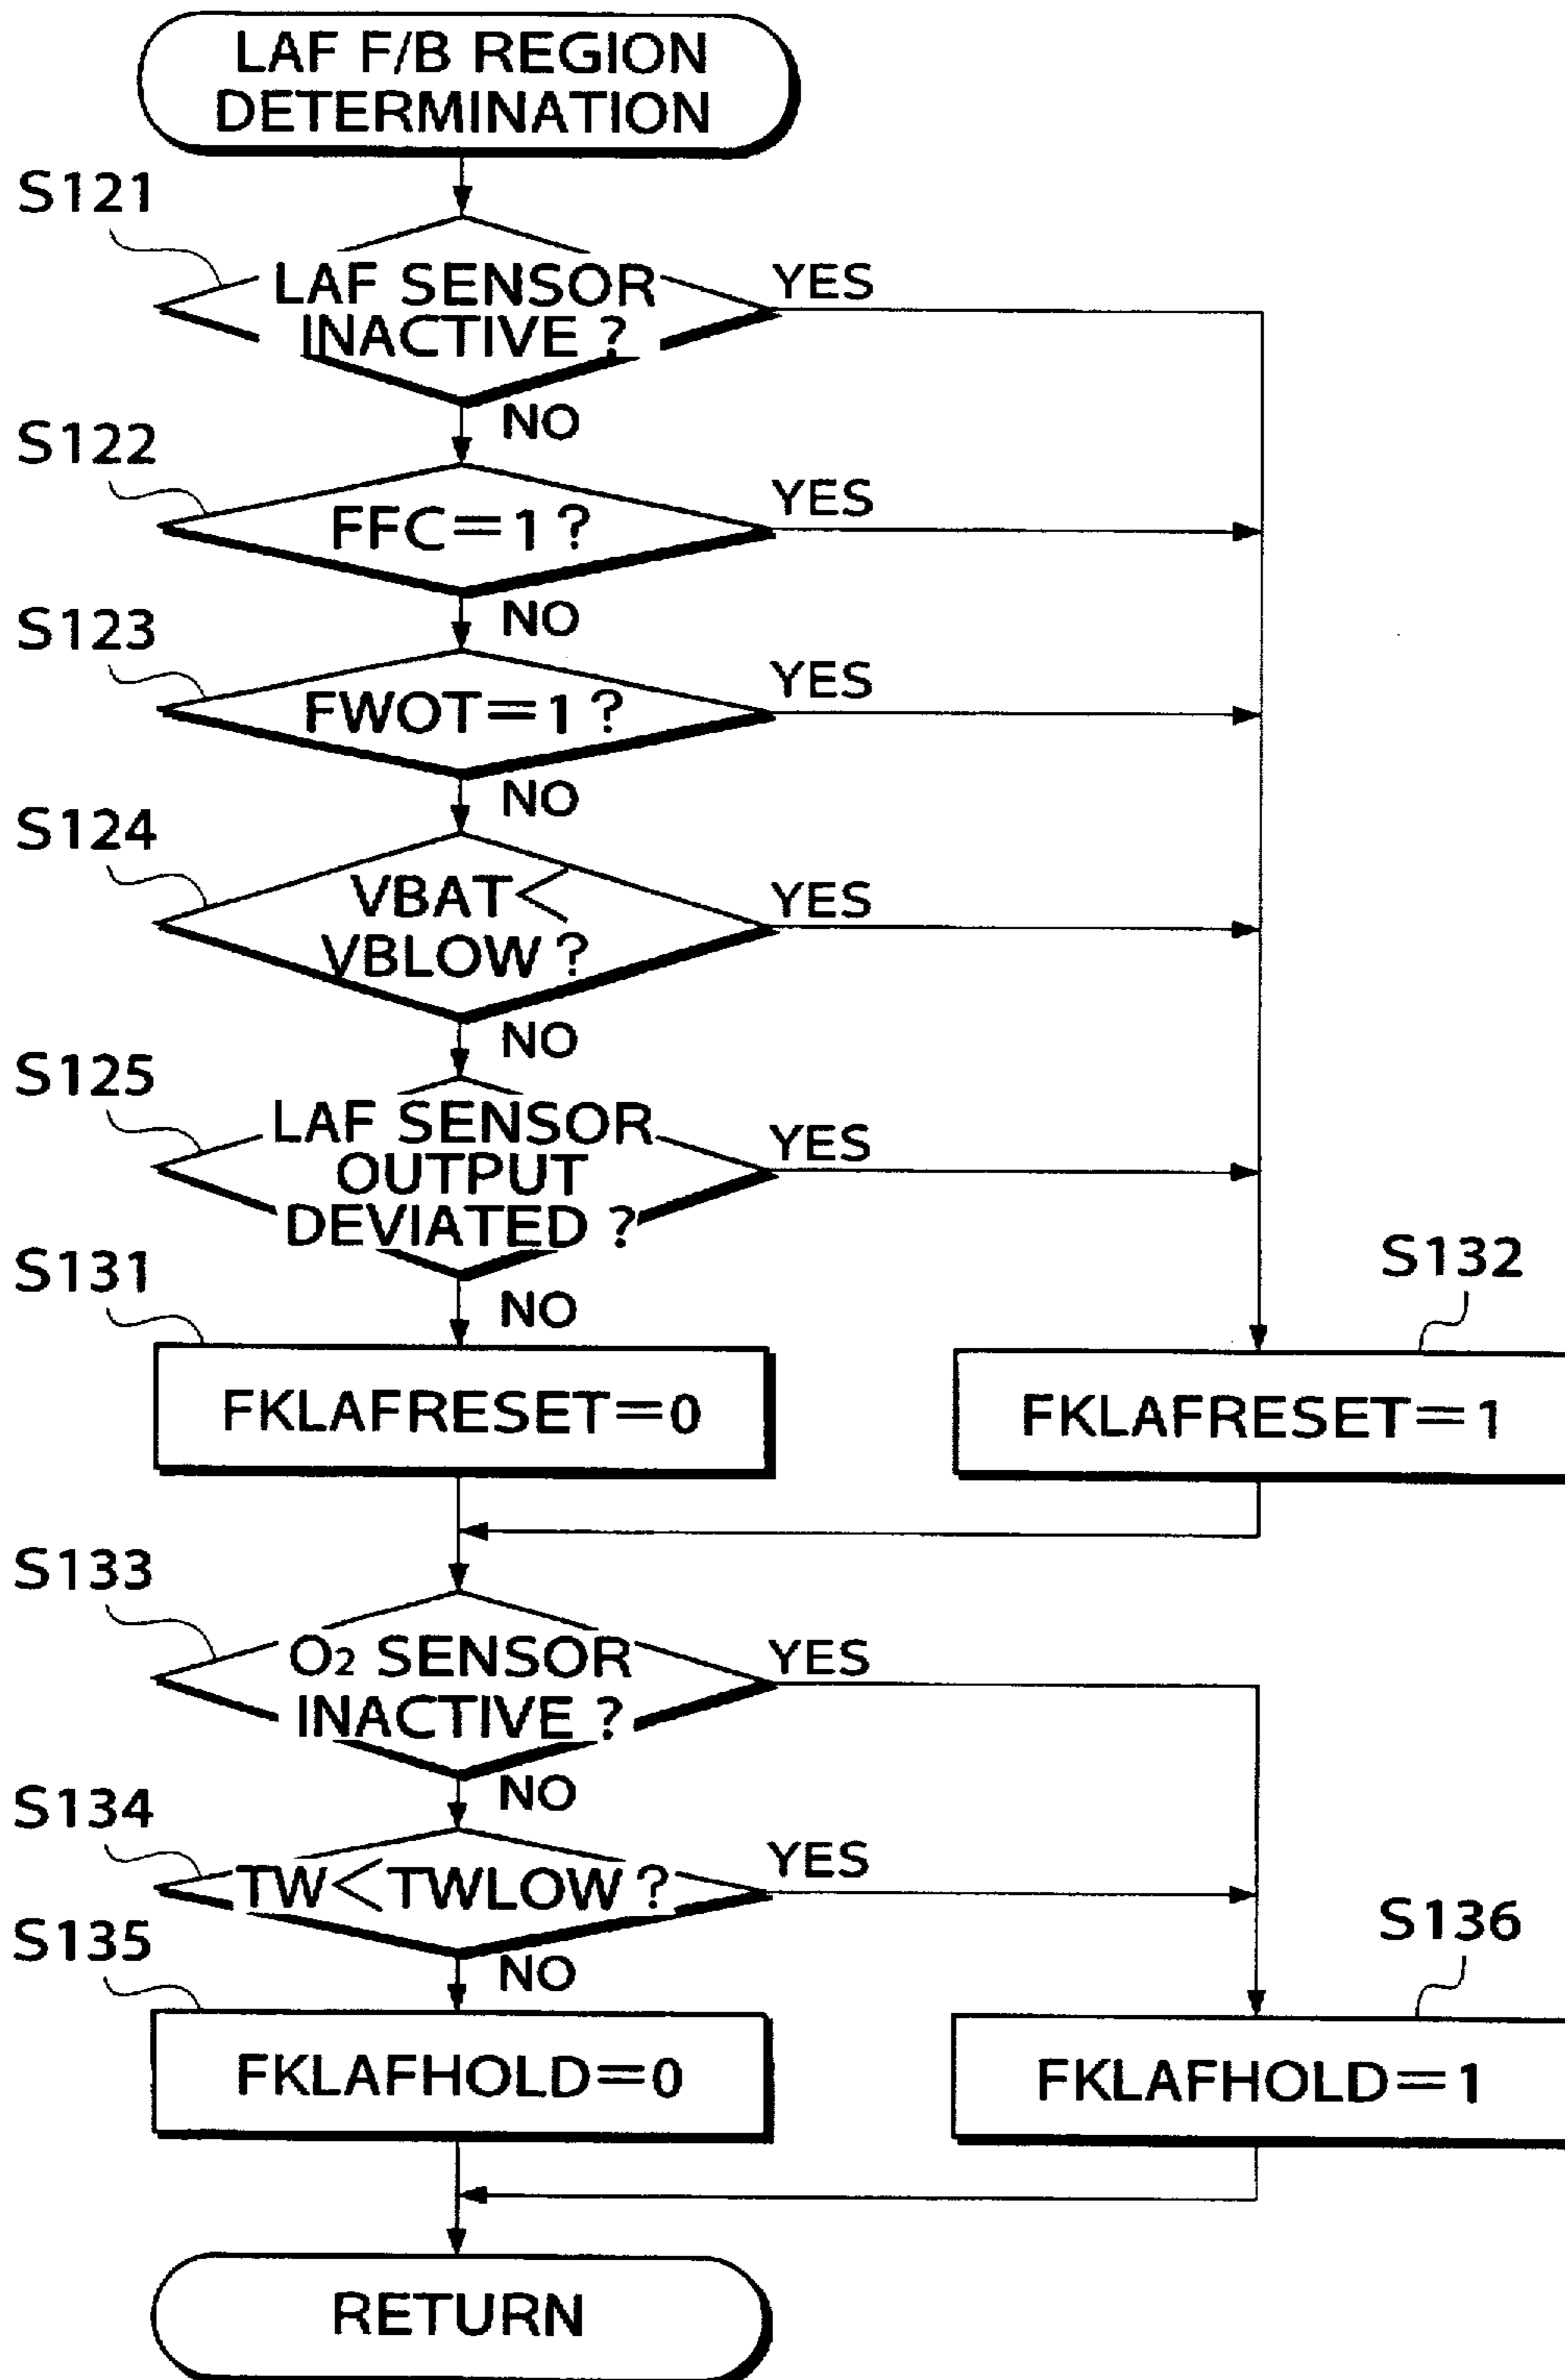 LAF F/B REGION
DETERMINATION
S121
LAF SENSOR
INACTIVE ?
YES
NO
S122
FFC=1 ?
YES
NO
S123
FWOT=1 ?
YES
NO
S124
VBAT<
VBLOW ?
YES
NO
S125
LAF SENSOR
OUTPUT
DEVIATED ?
YES
NO
S131
FKLAFRESET=0
S132
FKLAFRESET=1
S133
O2 SENSOR
INACTIVE ?
YES
NO
S134
TW<TWLOW ?
YES
NO
S135
FKLAFHOLD=0
S136
FKLAFHOLD=1
RETURN